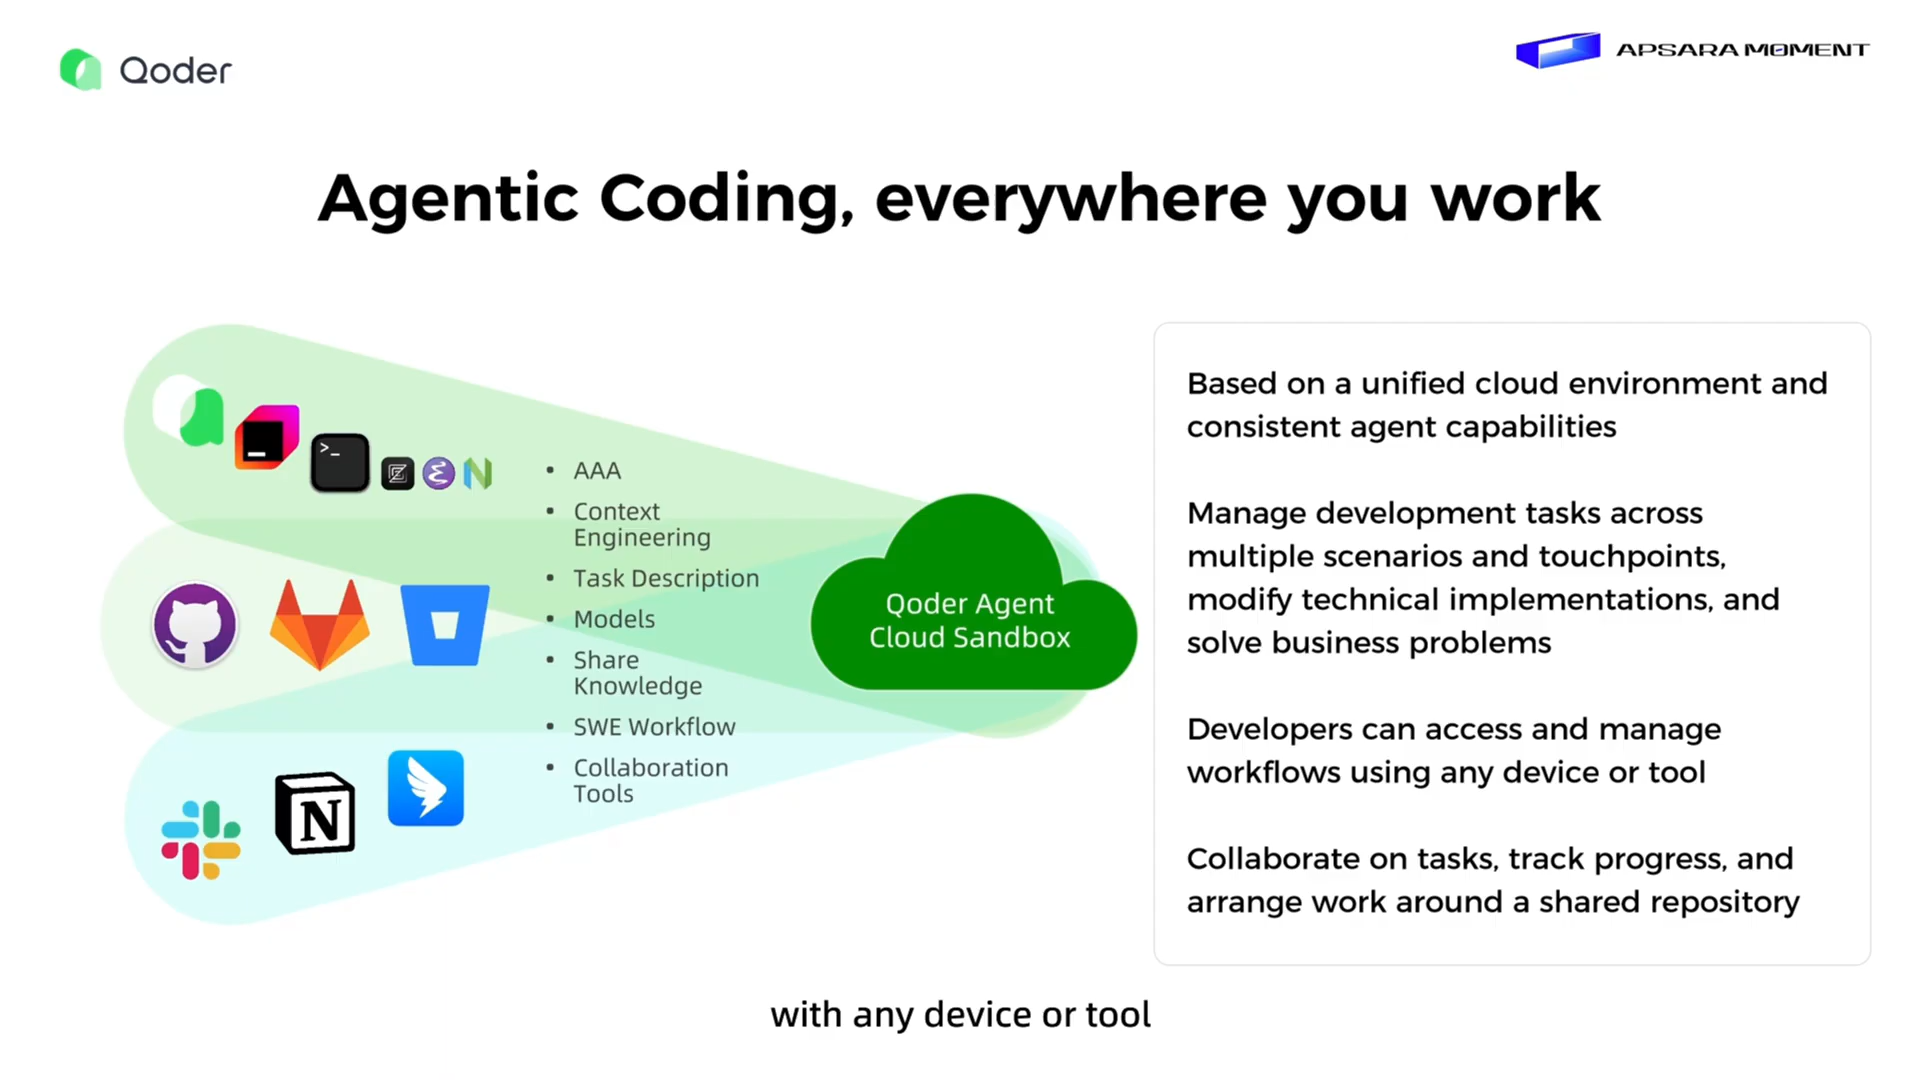 Qoder
APSARA MOMENT
Agentic Coding, everywhere you work
>_
N
AAA
Context
Engineering
Task Description
Models
Share
Knowledge
SWE Workflow
Collaboration
Tools
Qoder Agent
Cloud Sandbox
Based on a unified cloud environment and
consistent agent capabilities
Manage development tasks across
multiple scenarios and touchpoints,
modify technical implementations, and
solve business problems
Developers can access and manage
workflows using any device or tool
Collaborate on tasks, track progress, and
arrange work around a shared repository
with any device or tool